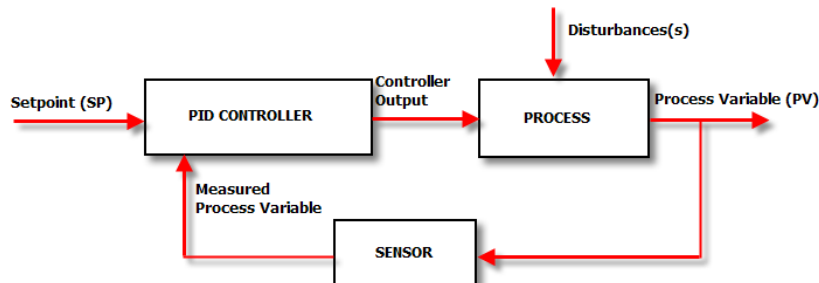 Disturbances(s)
Setpoint (SP)
PID CONTROLLER
Controller
Output
PROCESS
Process Variable (PV)
Measured
Process Variable
SENSOR